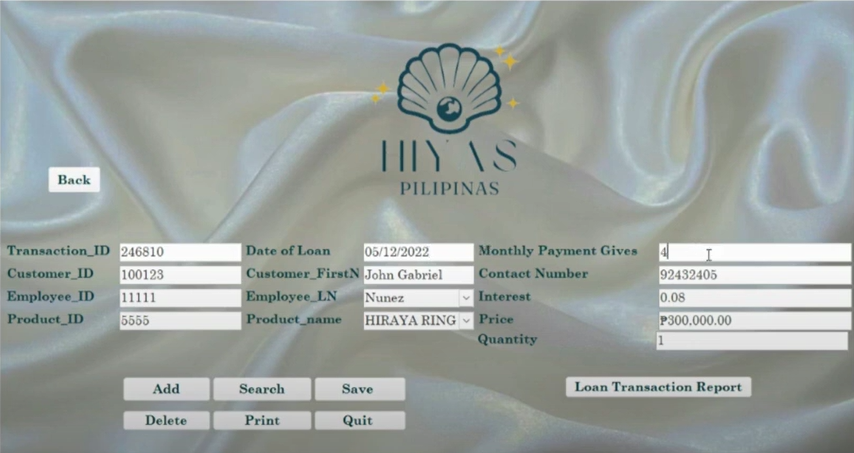 HIYAS
PILIPINAS
Back
Transaction_ID 246810 Date of Loan 05/12/2022 Monthly Payment Gives 4
Customer_ID 100123 Customer_FirstN John Gabriel Contact Number 92432405
Employee_ID 11111 Employee_LN Nunez Interest 0.08
Product_ID 5555 Product_name HIRAYA RING Price ₱300.000.00
Quantity 1
Add Search Save Loan Transaction Report
Delete Print Quit